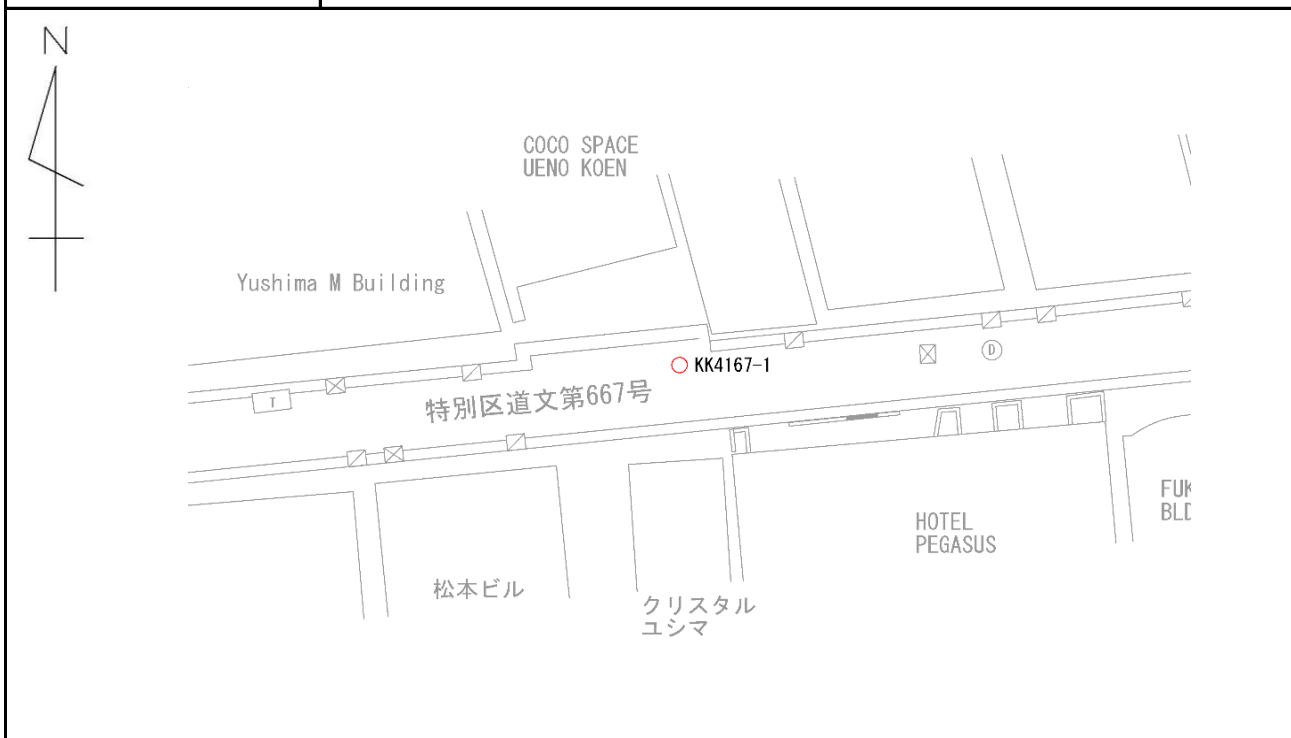 N
COCO SPACE
UENO KOEN
Yushima M Building
KK4167-1
D
T
特別区道文第667号
FUK
BLD
HOTEL
PEGASUS
松本ビル
クリスタル
ユシマ